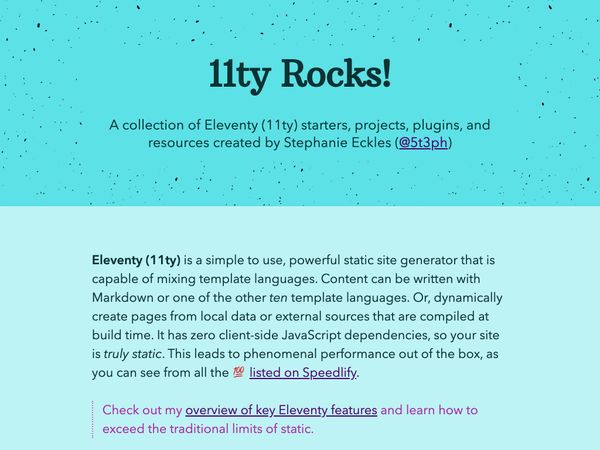 11ty Rocks!
A collection of Eleventy (11ty) starters, projects, plugins, and
resources created by Stephanie Eckles (@5t3ph)
Eleventy (11ty) is a simple to use, powerful static site generator that is
capable of mixing template languages. Content can be written with
Markdown or one of the other ten template languages. Or, dynamically
create pages from local data or external sources that are compiled at
build time. It has zero client-side JavaScript dependencies, so your site
is truly static. This leads to phenomenal performance out of the box, as
you can see from all the 💯 listed on Speedlify.
Check out my overview of key Eleventy features and learn how to
exceed the traditional limits of static.